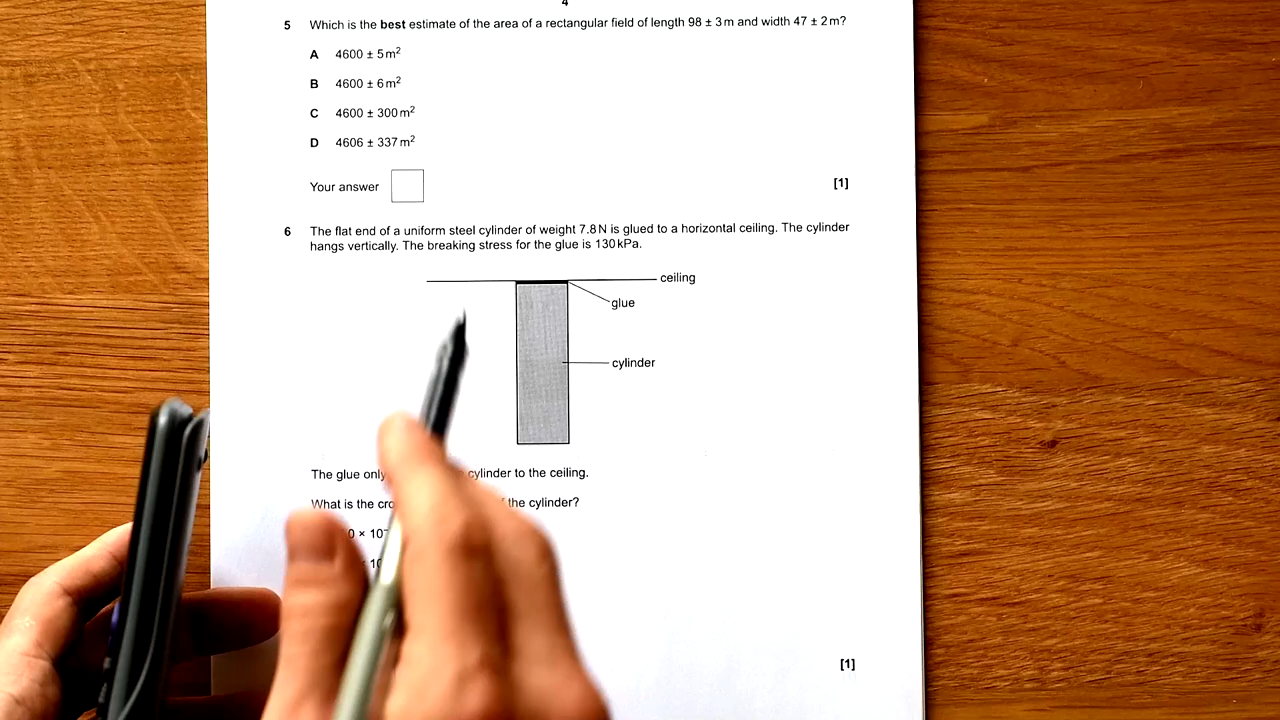 4
5 Which is the best estimate of the area of a rectangular field of length 98 ± 3 m and width 47 ± 2 m?
A 4600 ± 5 m²
B 4600 ± 6 m²
C 4600 ± 300 m²
D 4606 ± 337 m²
Your answer
[1]
6 The flat end of a uniform steel cylinder of weight 7.8 N is glued to a horizontal ceiling. The cylinder
hangs vertically. The breaking stress for the glue is 130 kPa.
ceiling
glue
cylinder
The glue only cylinder to the ceiling.
What is the the cylinder?
0 × 10
10
[1]